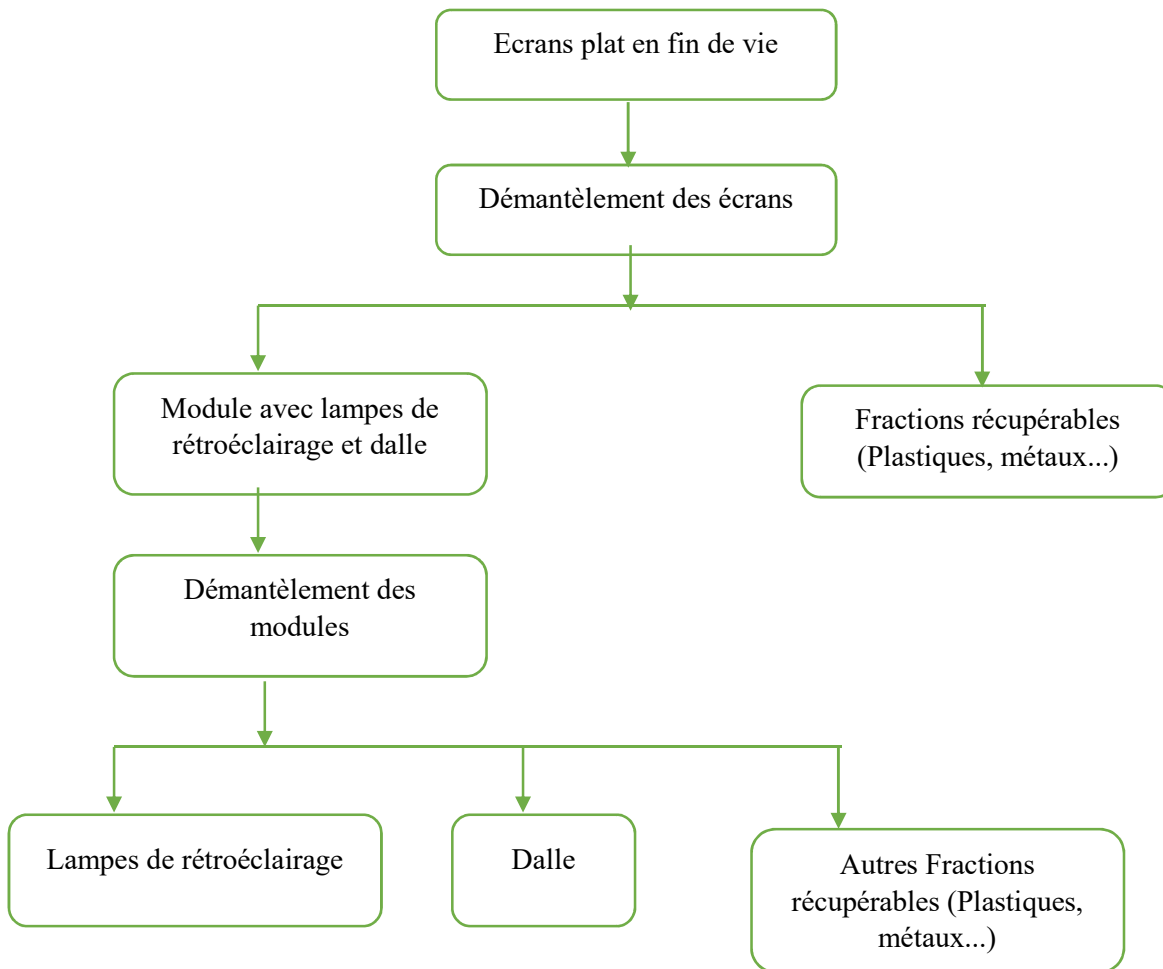 Ecrans plat en fin de vie
Démantèlement des écrans
Module avec lampes de
rétroéclairage et dalle
Fractions récupérables
(Plastiques, métaux...)
Démantèlement des
modules
Lampes de rétroéclairage
Dalle
Autres Fractions
récupérables (Plastiques,
métaux...)